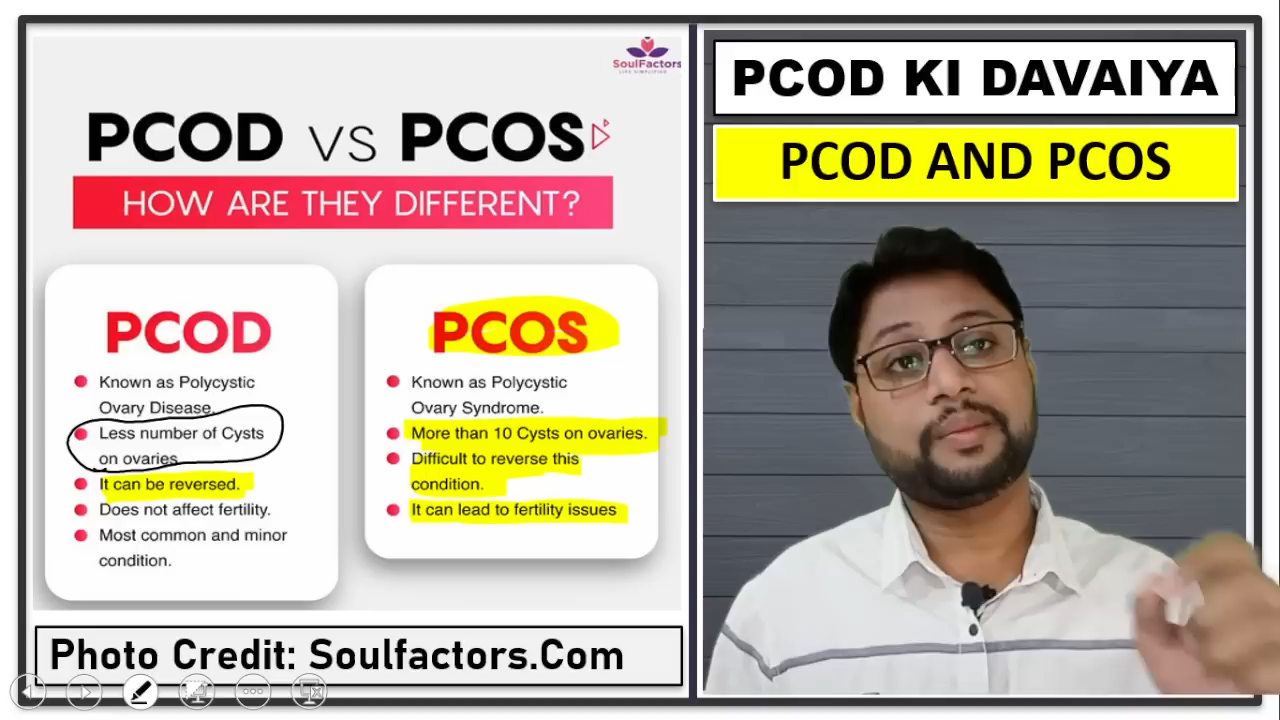 SoulFactors
LIFE SIMPLIFIED
PCOD VS PCOS
HOW ARE THEY DIFFERENT?
PCOD
Known as Polycystic
Ovary Disease.
Less number of Cysts
on ovaries
It can be reversed.
Does not affect fertility.
Most common and minor
condition.
PCOS
Known as Polycystic
Ovary Syndrome.
More than 10 Cysts on ovaries.
Difficult to reverse this
condition.
It can lead to fertility issues
Photo Credit: Soulfactors.Com
PCOD KI DAVAIYA
PCOD AND PCOS